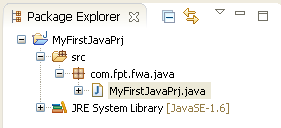 Package Explorer
MyFirstJavaPrj
src
com.fpt.fwa.java
MyFirstJavaPrj.java
JRE System Library [JavaSE-1.6]